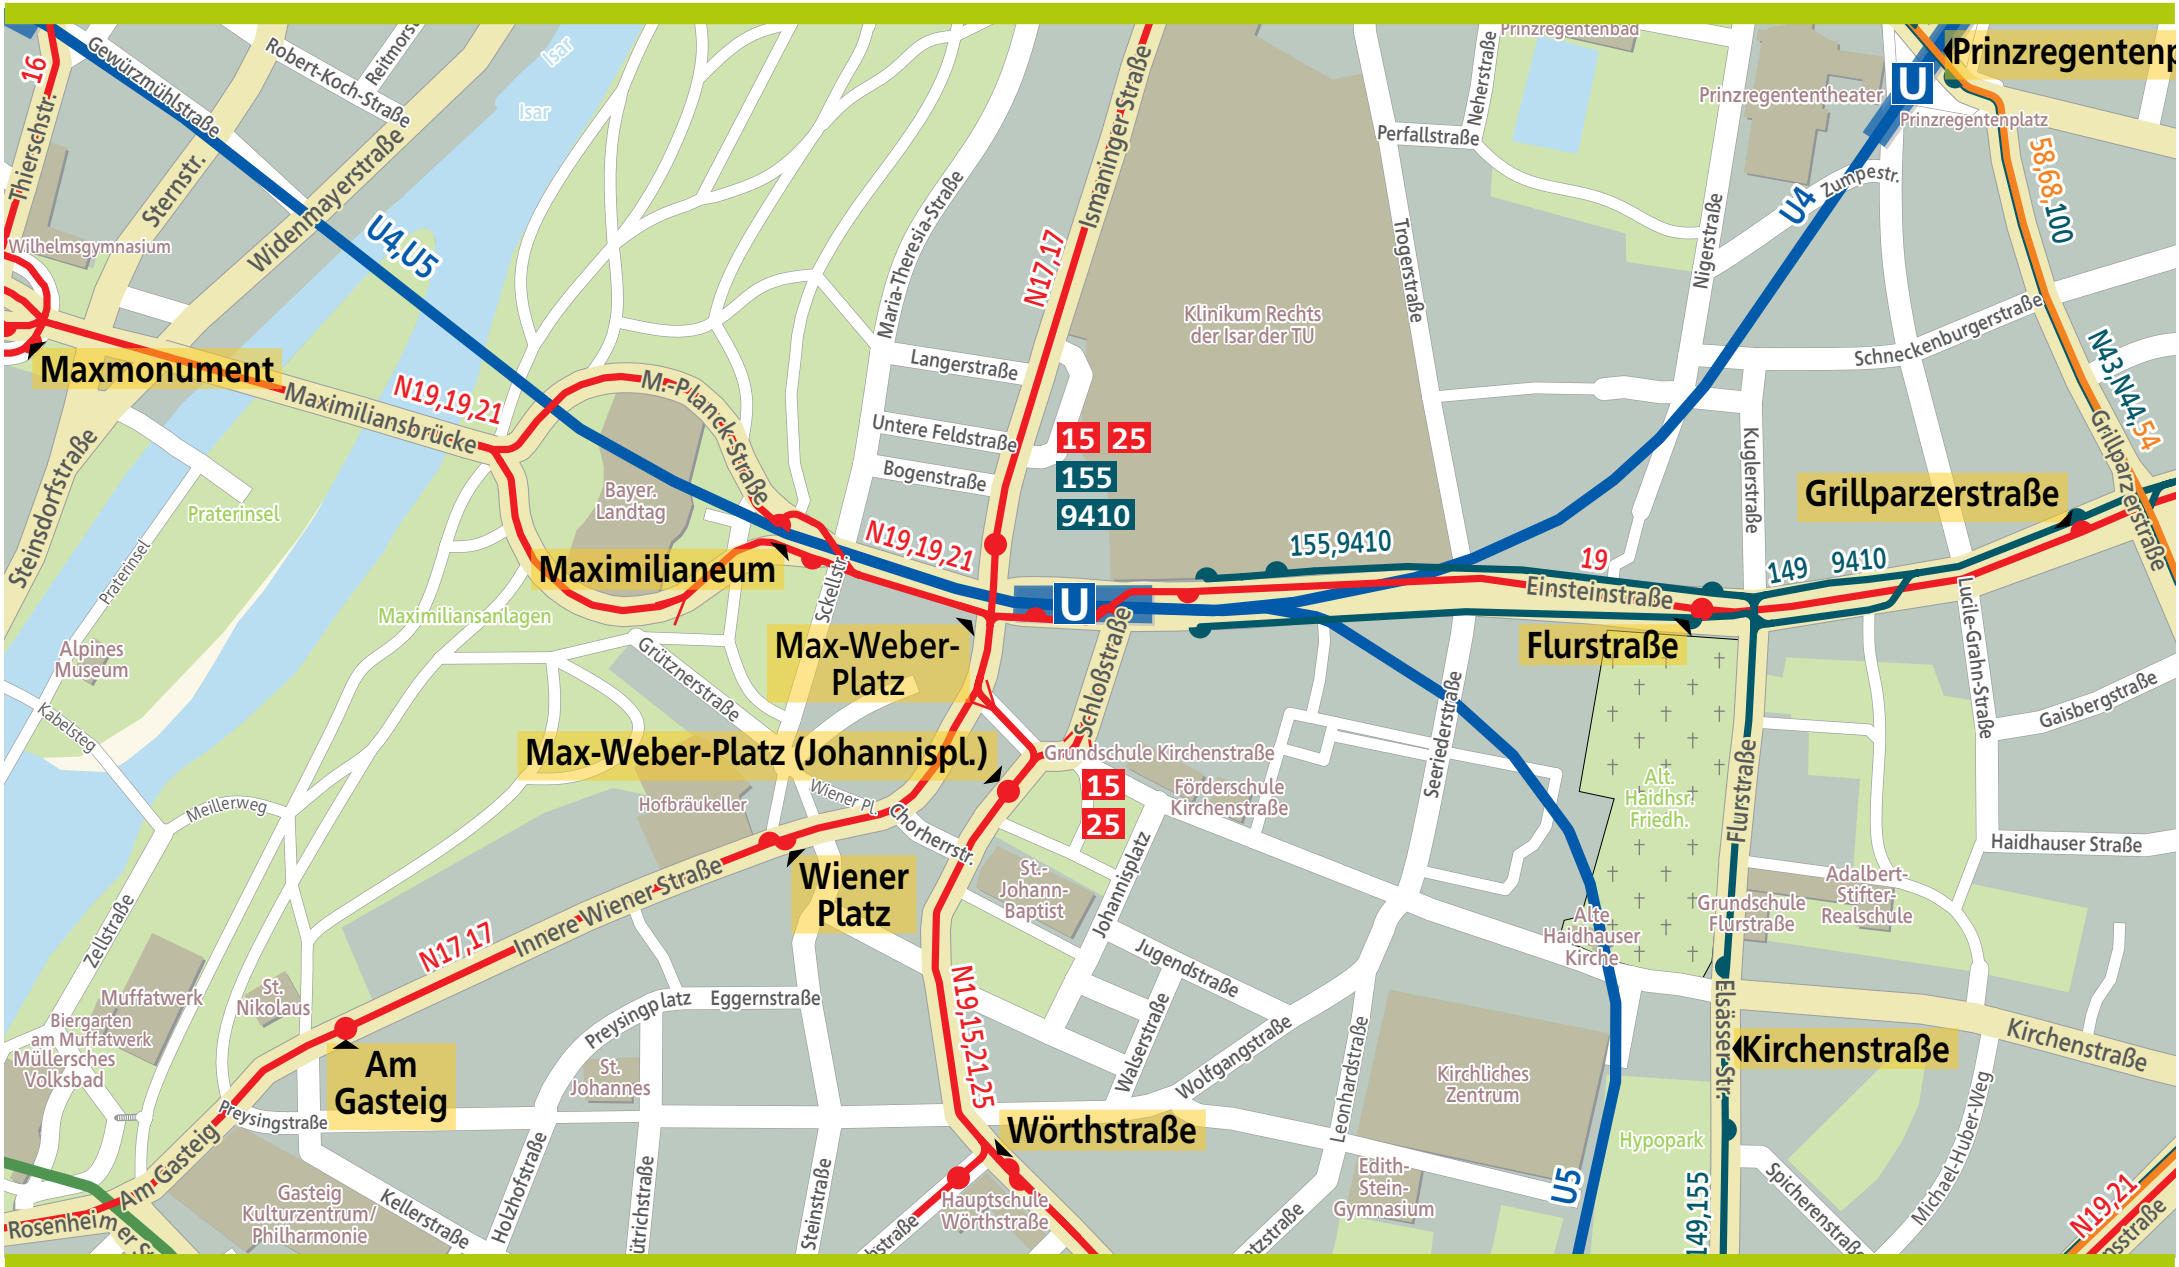 Prinzregentenbad
Isar
Isar
16
Gewürzmühlstraße
Robert-Koch-Straße
Thierschstr.
Sternstr.
Widenmayerstraße
Wilhelmsgymnasium
U4,U5
Maxmonument
Maximiliansbrücke
N19,19,21
M.-Planck-Straße
Steinsdorfstraße
Praterinsel
Praterinsel
Bayer.
Landtag
Maximilianeum
Maximiliansanlagen
Alpines
Museum
Kabelsteg
Maria-Theresia-Straße
Ismaninger Straße
N17,17
Langerstraße
Untere Feldstraße
Bogenstraße
15 25
155
9410
N19,19,21
Sckellstr.
Klinikum Rechts
der Isar der TU
Neherstraße
Perfallstraße
Trogerstraße
Nigerstraße
Prinzregententheater
U
Prinzregentenplatz
Zumpestr.
U4
58,68,100
Schneckenburgerstraße
N43,N44,54
Grillparzerstraße
Kuglerstraße
Grillparzerstraße
155,9410
19
Einsteinstraße
149 9410
U
Max-Weber-
Platz
Schloßstraße
Flurstraße
Lucile-Grahn-Straße
Gaisbergstraße
Grütznerstraße
Max-Weber-Platz (Johannispl.)
Grundschule Kirchenstraße
15
25
Förderschule
Kirchenstraße
Seeriederstraße
Alt.
Haidhsr.
Friedh.
Flurstraße
Haidhauser Straße
Meillerweg
Hofbräukeller
Wiener Pl.
Chorherrstr.
Wiener
Platz
St.-
Johann-
Baptist
Johannisplatz
Jugendstraße
Alte
Haidhauser
Kirche
Grundschule
Flurstraße
Adalbert-
Stifter-
Realschule
Zellstraße
N17,17
Innere Wiener Straße
Muffatwerk
St.
Nikolaus
Biergarten
am Muffatwerk
Müllersches
Volksbad
Am
Gasteig
Preysingplatz
Eggernstraße
St.
Johannes
N19,15,21,25
Walserstraße
Wolfgangstraße
Leonhardstraße
Kirchliches
Zentrum
Elsässer Str.
Kirchenstraße
Kirchenstraße
Preysingstraße
Wörthstraße
Hypopark
Am Gasteig
Gasteig
Kulturzentrum/
Philharmonie
Kellerstraße
Holzhofstraße
Steinstraße
Hauptschule
Wörthstraße
Edith-
Stein-
Gymnasium
U5
149,155
Spicherenstraße
Michael-Huber-Weg
N19,21